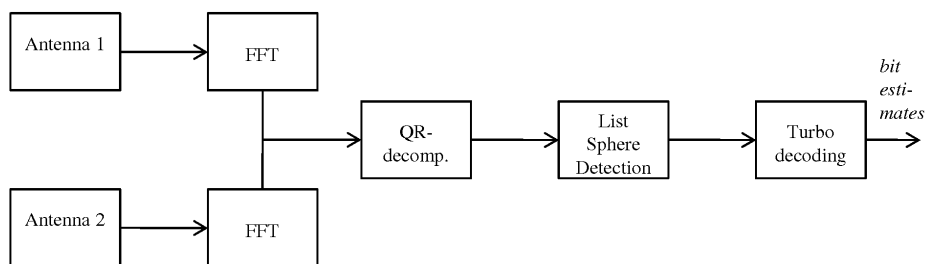 Antenna 1
FFT
QR-
decomp.
List
Sphere
Detection
Turbo
decoding
bit
esti-
mates
Antenna 2
FFT